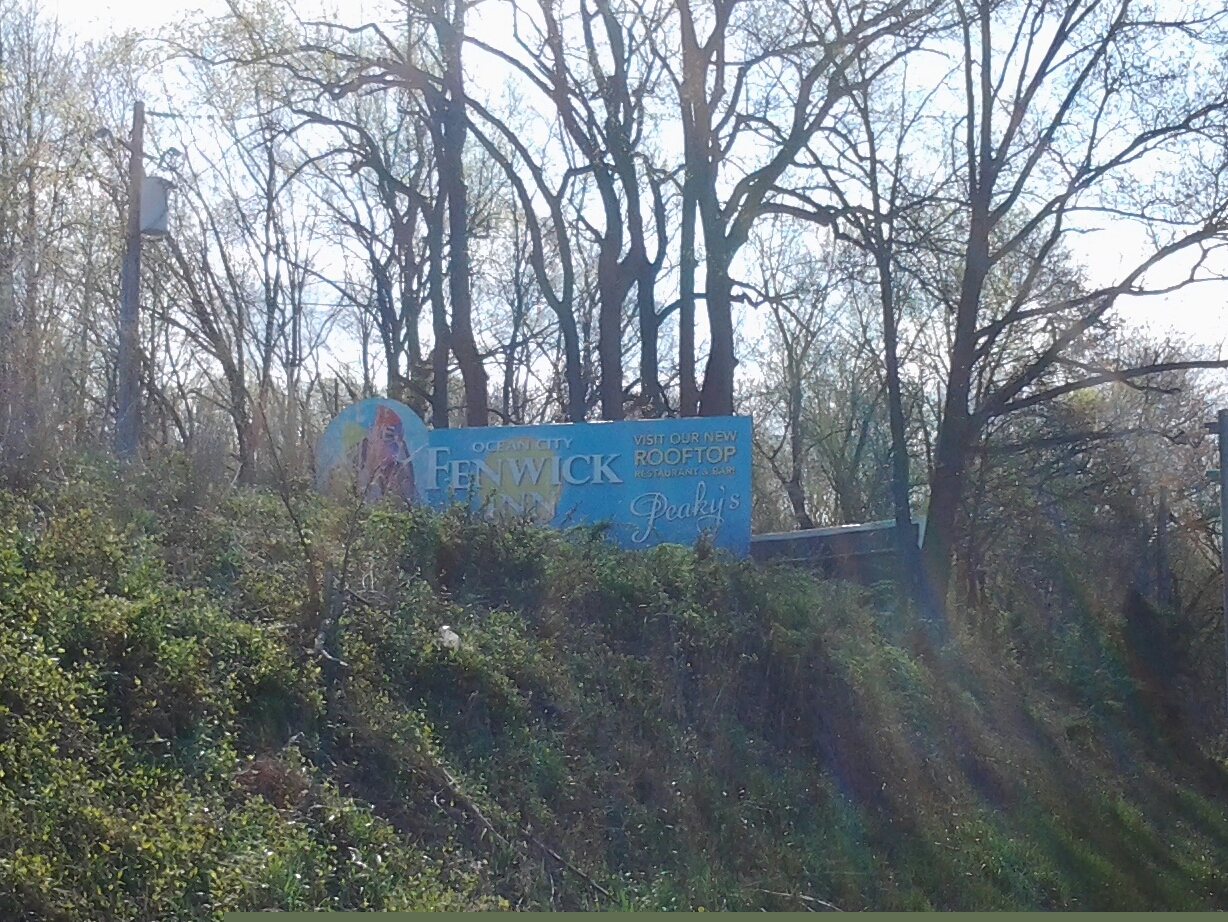 OCEAN CITY
FENWICK
INN
VISIT OUR NEW
ROOFTOP
RESTAURANT & BAR!
Peaky's